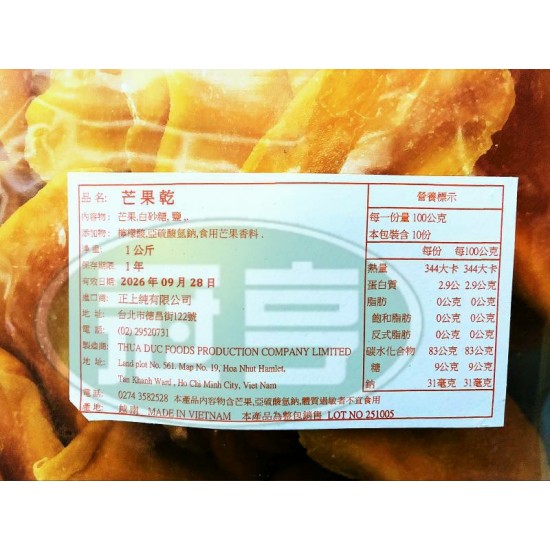 品名: 芒果乾
內容物: 芒果,白砂糖,鹽,,
添加物: 檸檬酸,亞硫酸氫鈉,食用芒果香料.
淨重: 1公斤
保存期限: 1年
有效日期 2026年09月28日
進口商: 正上純有限公司
地 址: 台北市德昌街122號
電 話: (02) 29520731
製造商: THUA DUC FOODS PRODUCTION COMPANY LIMITED
地 址: Land plot No. 561, Map No. 19, Hoa Nhut Hamlet,
Tan Khanh Ward, Ho Chi Minh City, Viet Nam
電 話: 0274 3582528 本產品內容物含芒果,亞硫酸氫鈉,體質過敏者不宜食用
產地: 越南 MADE IN VIETNAM 本產品為整包銷售 LOT NO 251005
營養標示
每一份量 100公克
本包裝含 10份
每份 每100公克
熱量 344大卡 344大卡
蛋白質 2.9公 2.9公克
脂肪 0公克 0公克
飽和脂肪 0公克 0公克
反式脂肪 0公克 0公克
碳水化合物 83公克 83公克
糖 9公克 9公克
鈉 31毫克 31毫克